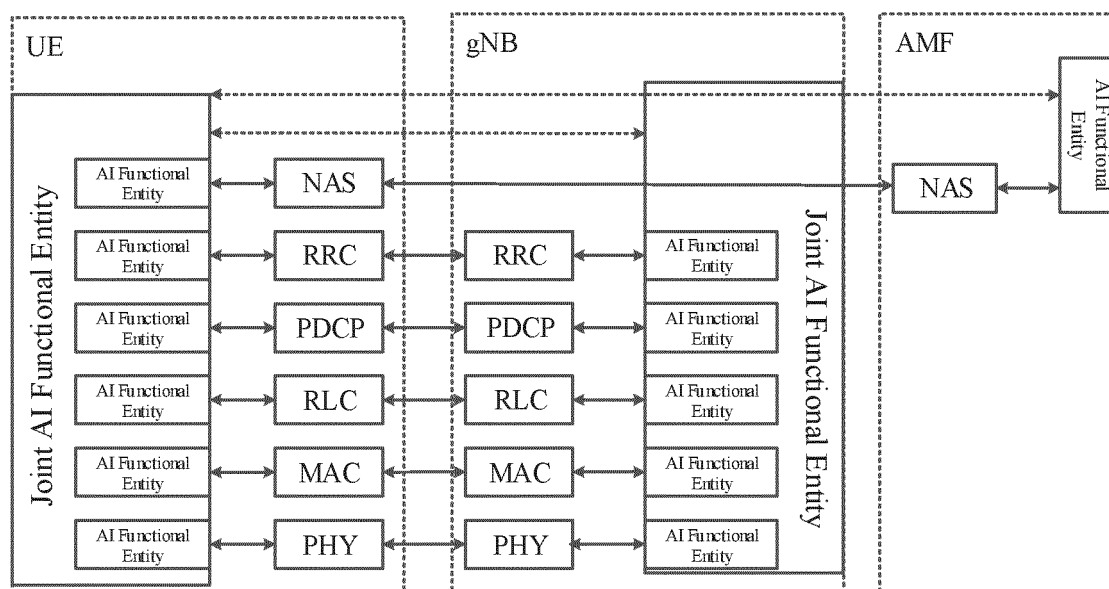 UE
gNB
AMF
AI Functional
Entity
AI Functional
Entity
NAS
NAS
AI Functional
Entity
RRC
RRC
AI Functional
Entity
AI Functional
Entity
PDCP
PDCP
AI Functional
Entity
AI Functional
Entity
RLC
RLC
AI Functional
Entity
AI Functional
Entity
MAC
MAC
AI Functional
Entity
AI Functional
Entity
PHY
PHY
AI Functional
Entity
Joint AI Functional Entity
Joint AI Functional Entity